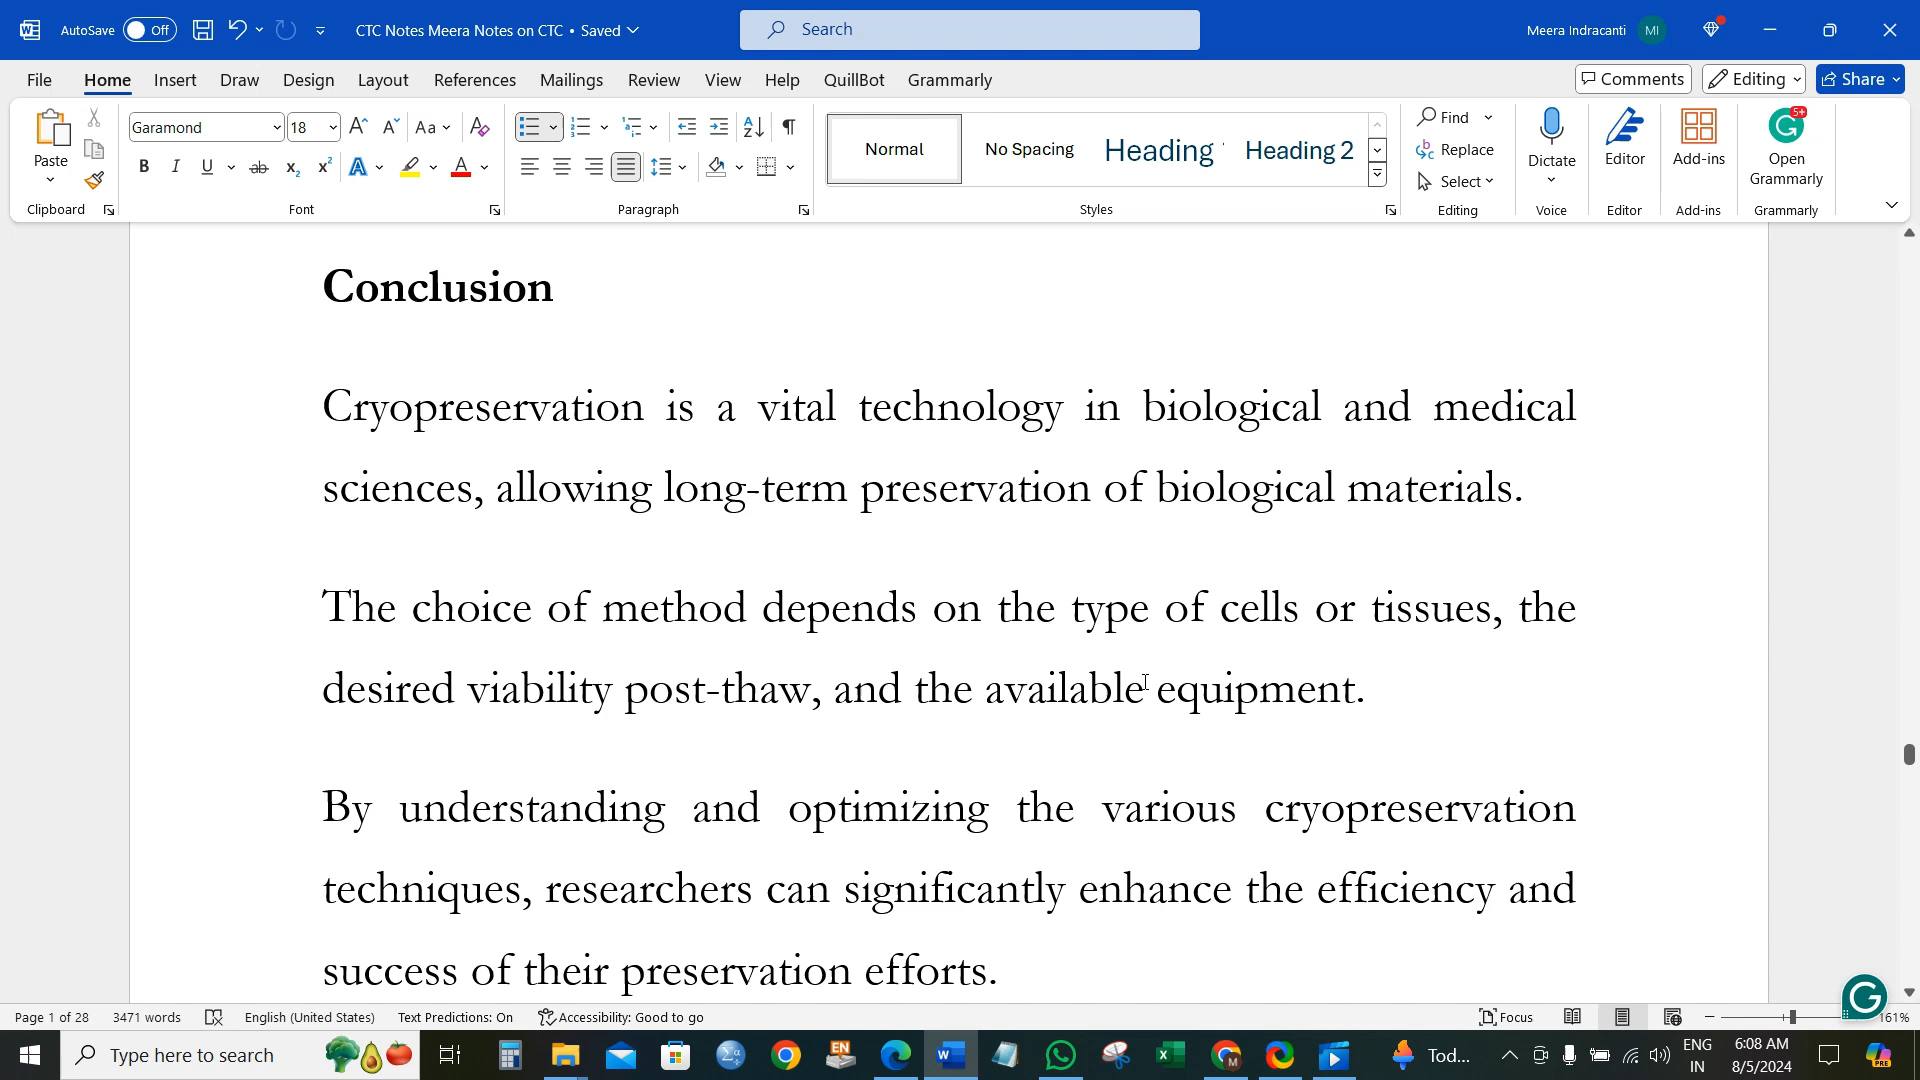 AutoSave Off CTC Notes Meera Notes on CTC • Saved Search Meera Indracanti MI
File Home Insert Draw Design Layout References Mailings Review View Help QuillBot Grammarly Comments Editing Share
Paste Garamond 18 Aa Normal No Spacing Heading Heading 2 Find Replace Select Dictate Editor Add-ins Open Grammarly
Clipboard Font Paragraph Styles Editing Voice Editor Add-ins Grammarly
Conclusion
Cryopreservation is a vital technology in biological and medical
sciences, allowing long-term preservation of biological materials.
The choice of method depends on the type of cells or tissues, the
desired viability post-thaw, and the available equipment.
By understanding and optimizing the various cryopreservation
techniques, researchers can significantly enhance the efficiency and
success of their preservation efforts.
Page 1 of 28 3471 words English (United States) Text Predictions: On Accessibility: Good to go Focus 161%
Type here to search Tod... ENG 6:08 AM
IN 8/5/2024